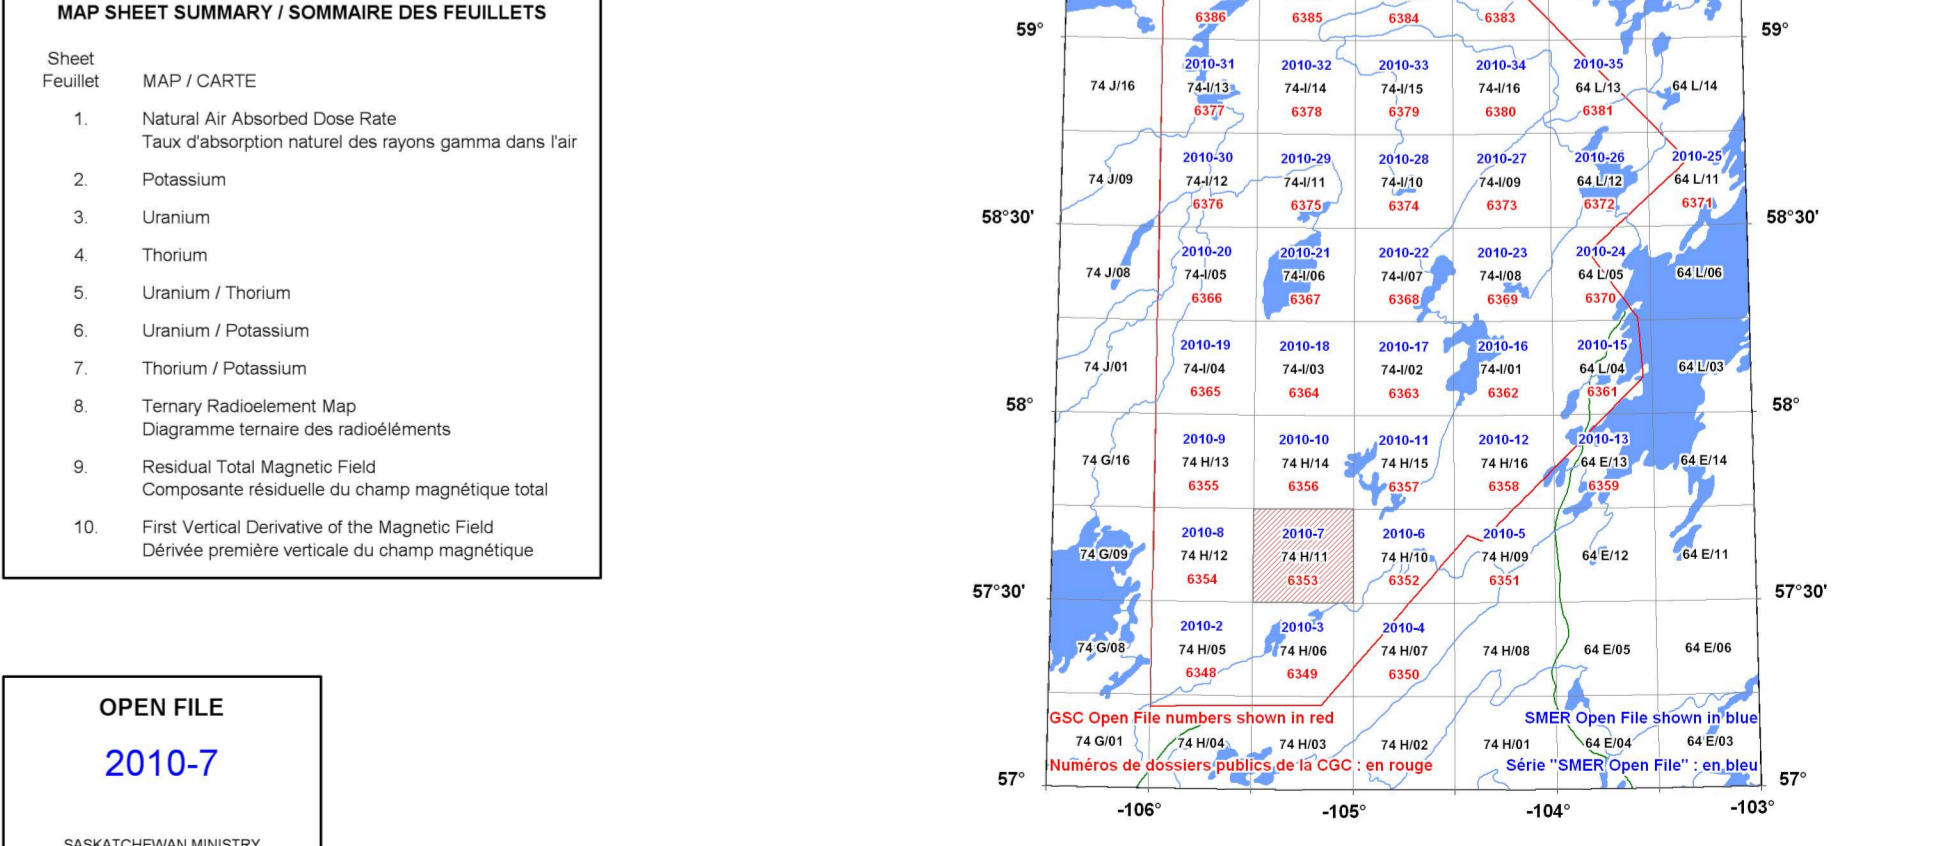 MAP SHEET SUMMARY / SOMMAIRE DES FEUILLETS
Sheet
Feuillet MAP / CARTE
1. Natural Air Absorbed Dose Rate
Taux d'absorption naturel des rayons gamma dans l'air
2. Potassium
3. Uranium
4. Thorium
5. Uranium / Thorium
6. Uranium / Potassium
7. Thorium / Potassium
8. Ternary Radioelement Map
Diagramme ternaire des radioéléments
9. Residual Total Magnetic Field
Composante résiduelle du champ magnétique total
10. First Vertical Derivative of the Magnetic Field
Dérivée première verticale du champ magnétique
OPEN FILE
2010-7
SASKATCHEWAN MINISTRY
6386 6385 6384 6383
59° 59°
2010-31 2010-32 2010-33 2010-34 2010-35
74 J/16 74-I/13 74-I/14 74-I/15 74-I/16 64 L/13 64 L/14
6377 6378 6379 6380 6381
2010-30 2010-29 2010-28 2010-27 2010-26 2010-25
74 J/09 74-I/12 74-I/11 74-I/10 74-I/09 64 L/12 64 L/11
6376 6375 6374 6373 6372 6371
58°30' 58°30'
2010-20 2010-21 2010-22 2010-23 2010-24
74 J/08 74-I/05 74-I/06 74-I/07 74-I/08 64 L/05 64 L/06
6366 6367 6368 6369 6370
2010-19 2010-18 2010-17 2010-16 2010-15
74 J/01 74-I/04 74-I/03 74-I/02 74-I/01 64 L/04 64 L/03
6365 6364 6363 6362 6361
58° 58°
2010-9 2010-10 2010-11 2010-12 2010-13
74 G/16 74 H/13 74 H/14 74 H/15 74 H/16 64 E/13 64 E/14
6355 6356 6357 6358 6359
2010-8 2010-7 2010-6 2010-5
74 G/09 74 H/12 74 H/11 74 H/10 74 H/09 64 E/12 64 E/11
6354 6353 6352 6351
57°30' 57°30'
2010-2 2010-3 2010-4
74 G/08 74 H/05 74 H/06 74 H/07 74 H/08 64 E/05 64 E/06
6348 6349 6350
GSC Open File numbers shown in red SMER Open File shown in blue
74 G/01 74 H/04 74 H/03 74 H/02 74 H/01 64 E/04 64 E/03
Numéros de dossiers publics de la CGC : en rouge Série "SMER Open File" : en bleu
57° 57°
-106° -105° -104° -103°